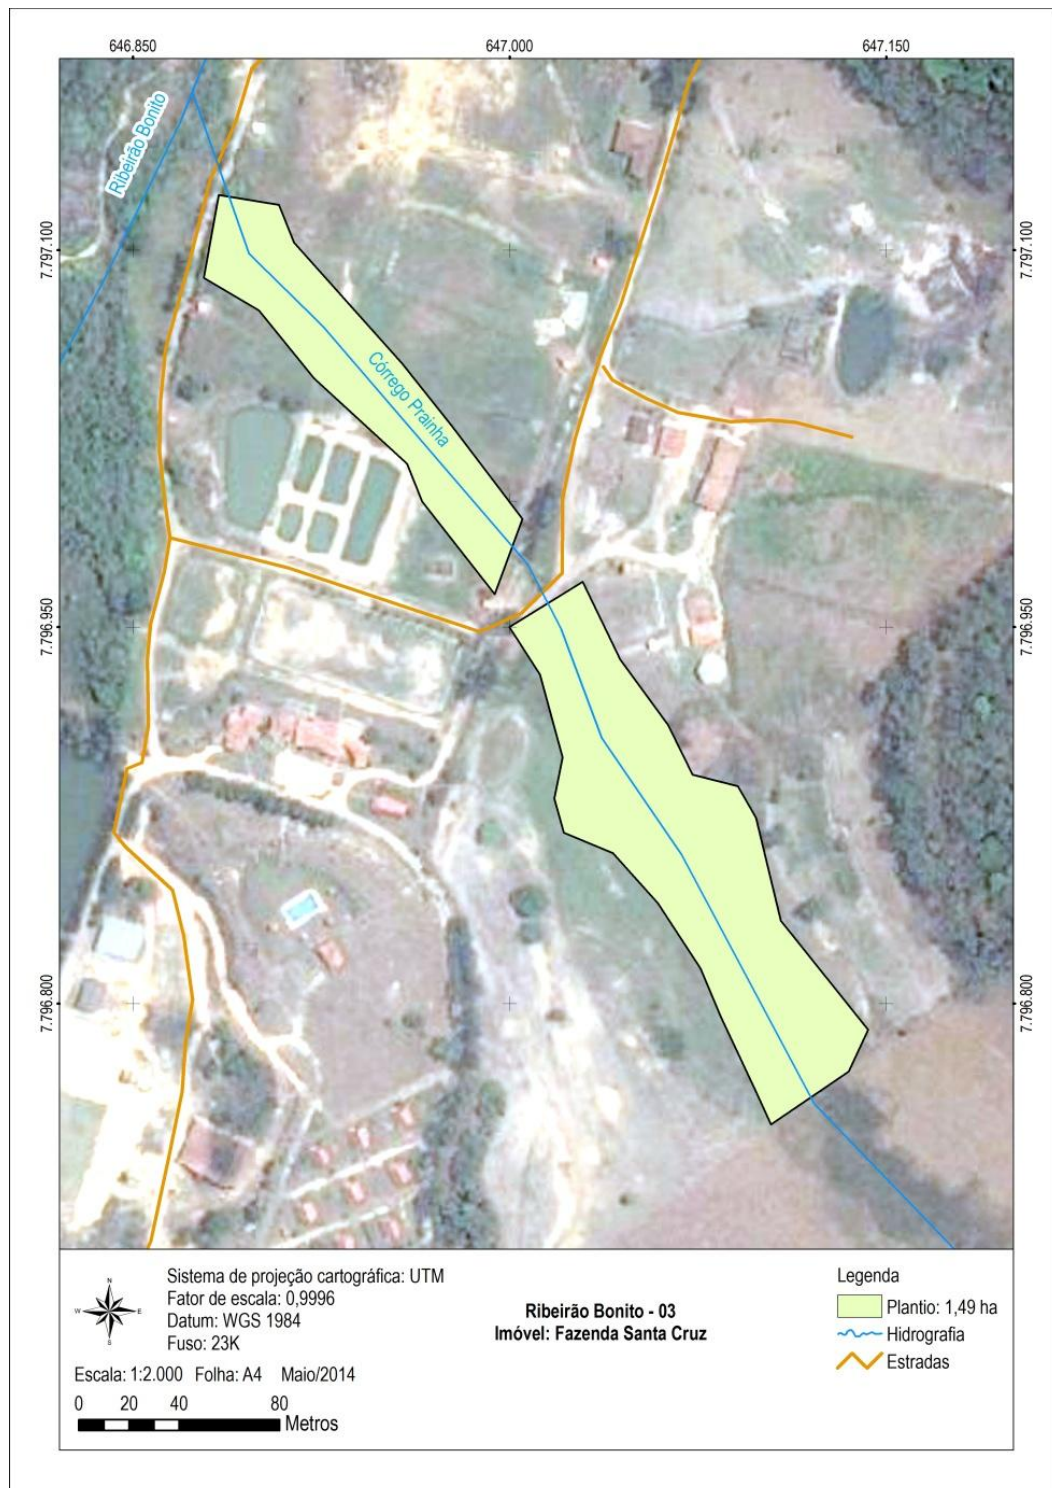 646.850 647.000 647.150
Ribeirão Bonito
7.797.100 7.797.100
Córrego Prainha
7.796.950 7.796.950
7.796.800 7.796.800
N
W E
S
Sistema de projeção cartográfica: UTM
Fator de escala: 0,9996
Datum: WGS 1984
Fuso: 23K
Escala: 1:2.000 Folha: A4 Maio/2014
0 20 40 80
Metros
Ribeirão Bonito - 03
Imóvel: Fazenda Santa Cruz
Legenda
Plantio: 1,49 ha
Hidrografia
Estradas